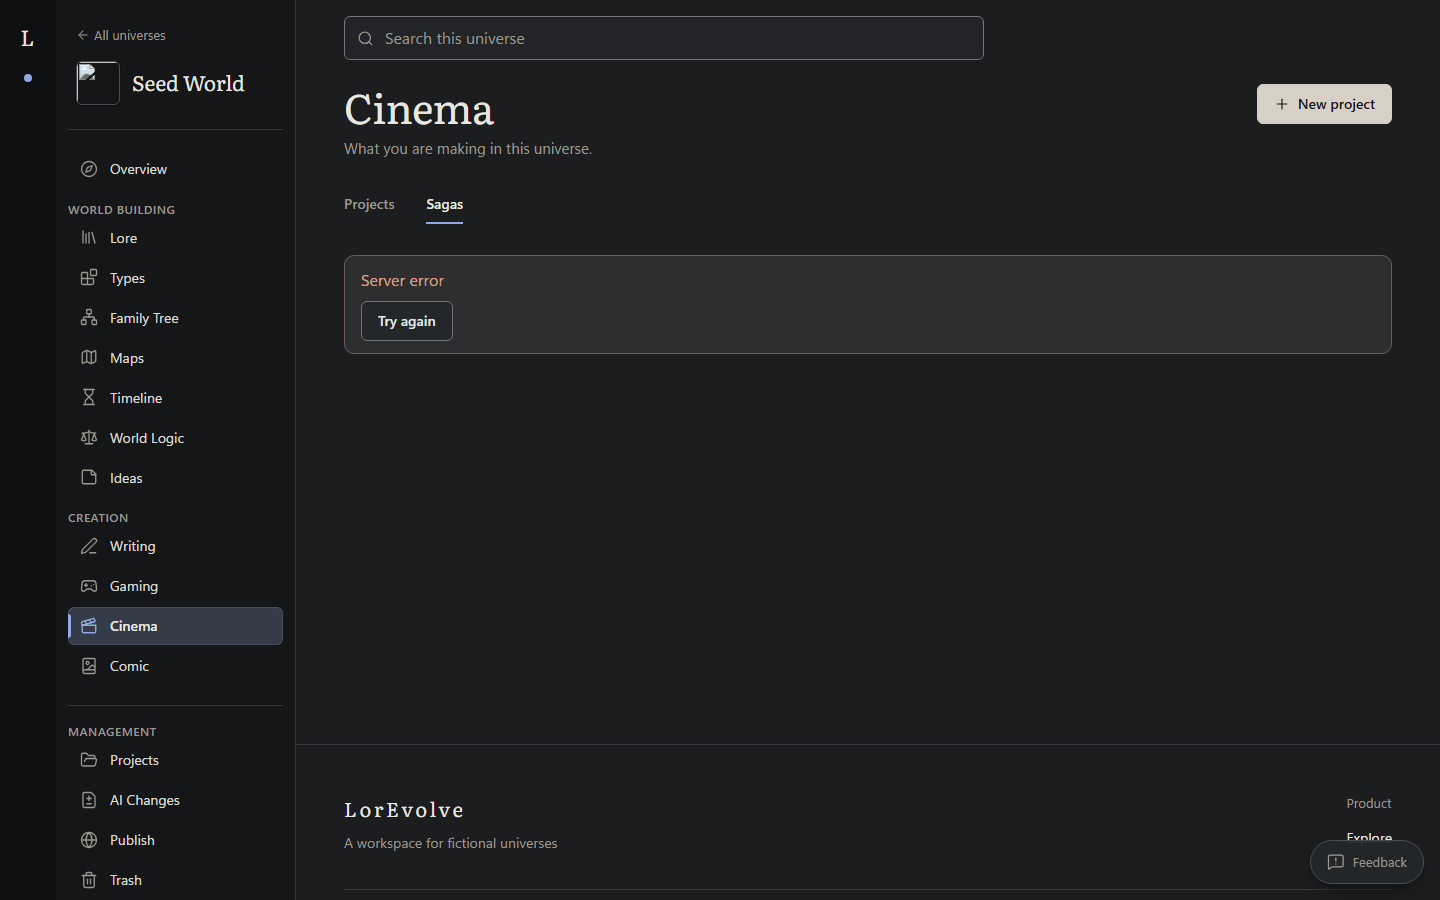 L
All universes
Seed World
Overview
WORLD BUILDING
Lore
Types
Family Tree
Maps
Timeline
World Logic
Ideas
CREATION
Writing
Gaming
Cinema
Comic
MANAGEMENT
Projects
AI Changes
Publish
Trash
Search this universe
Cinema
New project
What you are making in this universe.
Projects
Sagas
Server error
Try again
LorEvolve
A workspace for fictional universes
Product
Explore
Feedback